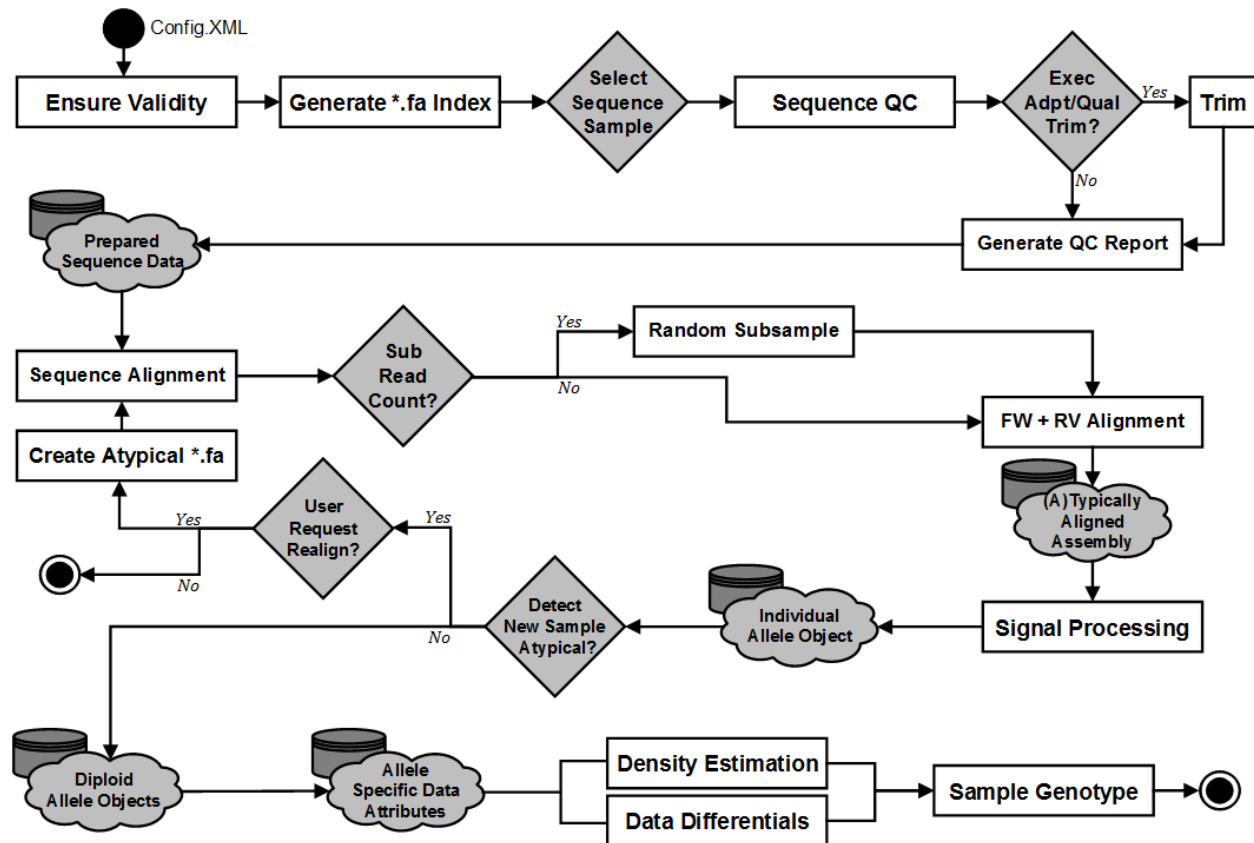 Config.XML
Ensure Validity
Generate *.fa Index
Select
Sequence
Sample
Sequence QC
Exec
Adpt/Qual
Trim?
Yes
Trim
No
Generate QC Report
Prepared
Sequence Data
Sequence Alignment
Sub
Read
Count?
Yes
No
Random Subsample
FW + RV Alignment
Create Atypical *.fa
User
Request
Realign?
Yes
No
(A)Typically
Aligned
Assembly
Signal Processing
Individual
Allele Object
Detect
New Sample
Atypical?
Yes
No
Diploid
Allele Objects
Allele
Specific Data
Attributes
Density Estimation
Data Differentials
Sample Genotype